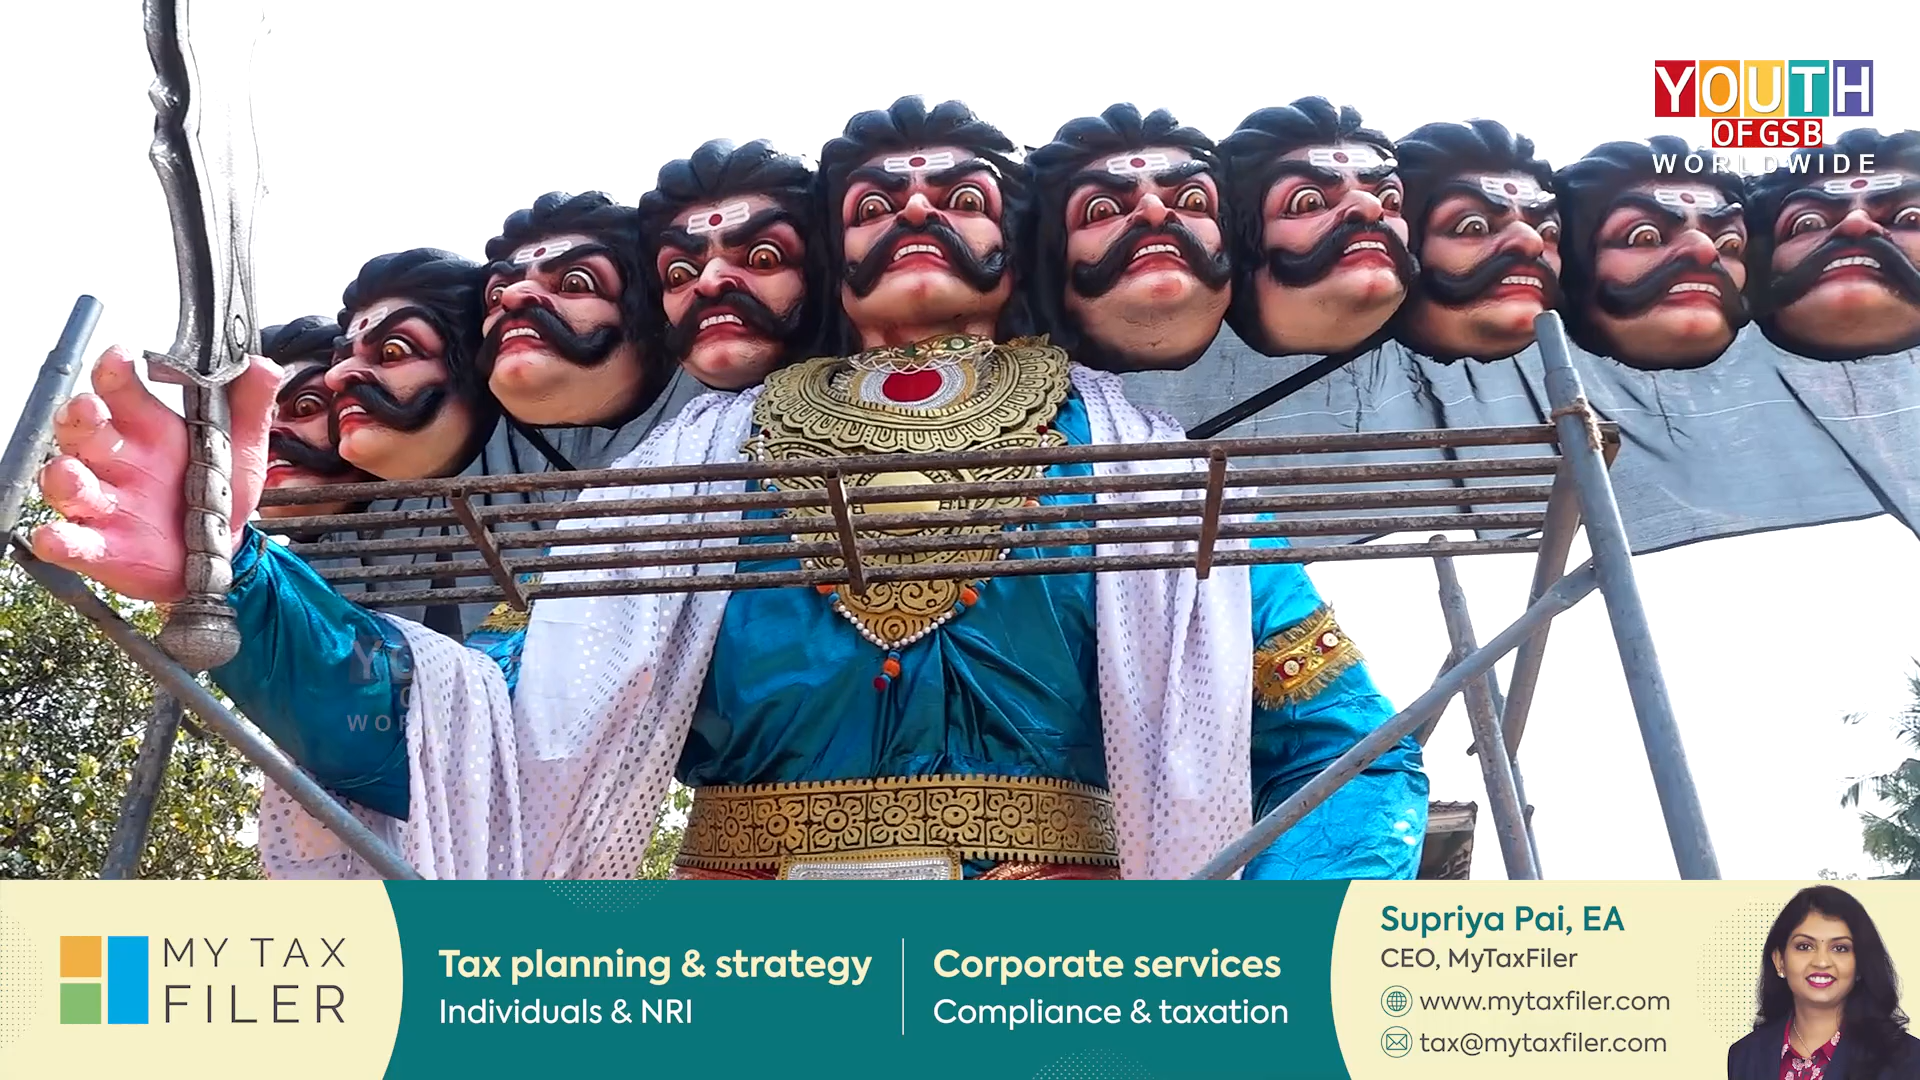 YOUTH
OF GSB
WORLDWIDE
MY TAX
FILER
Tax planning & strategy
Individuals & NRI
Corporate services
Compliance & taxation
Supriya Pai, EA
CEO, MyTaxFiler
www.mytaxfiler.com
tax@mytaxfiler.com